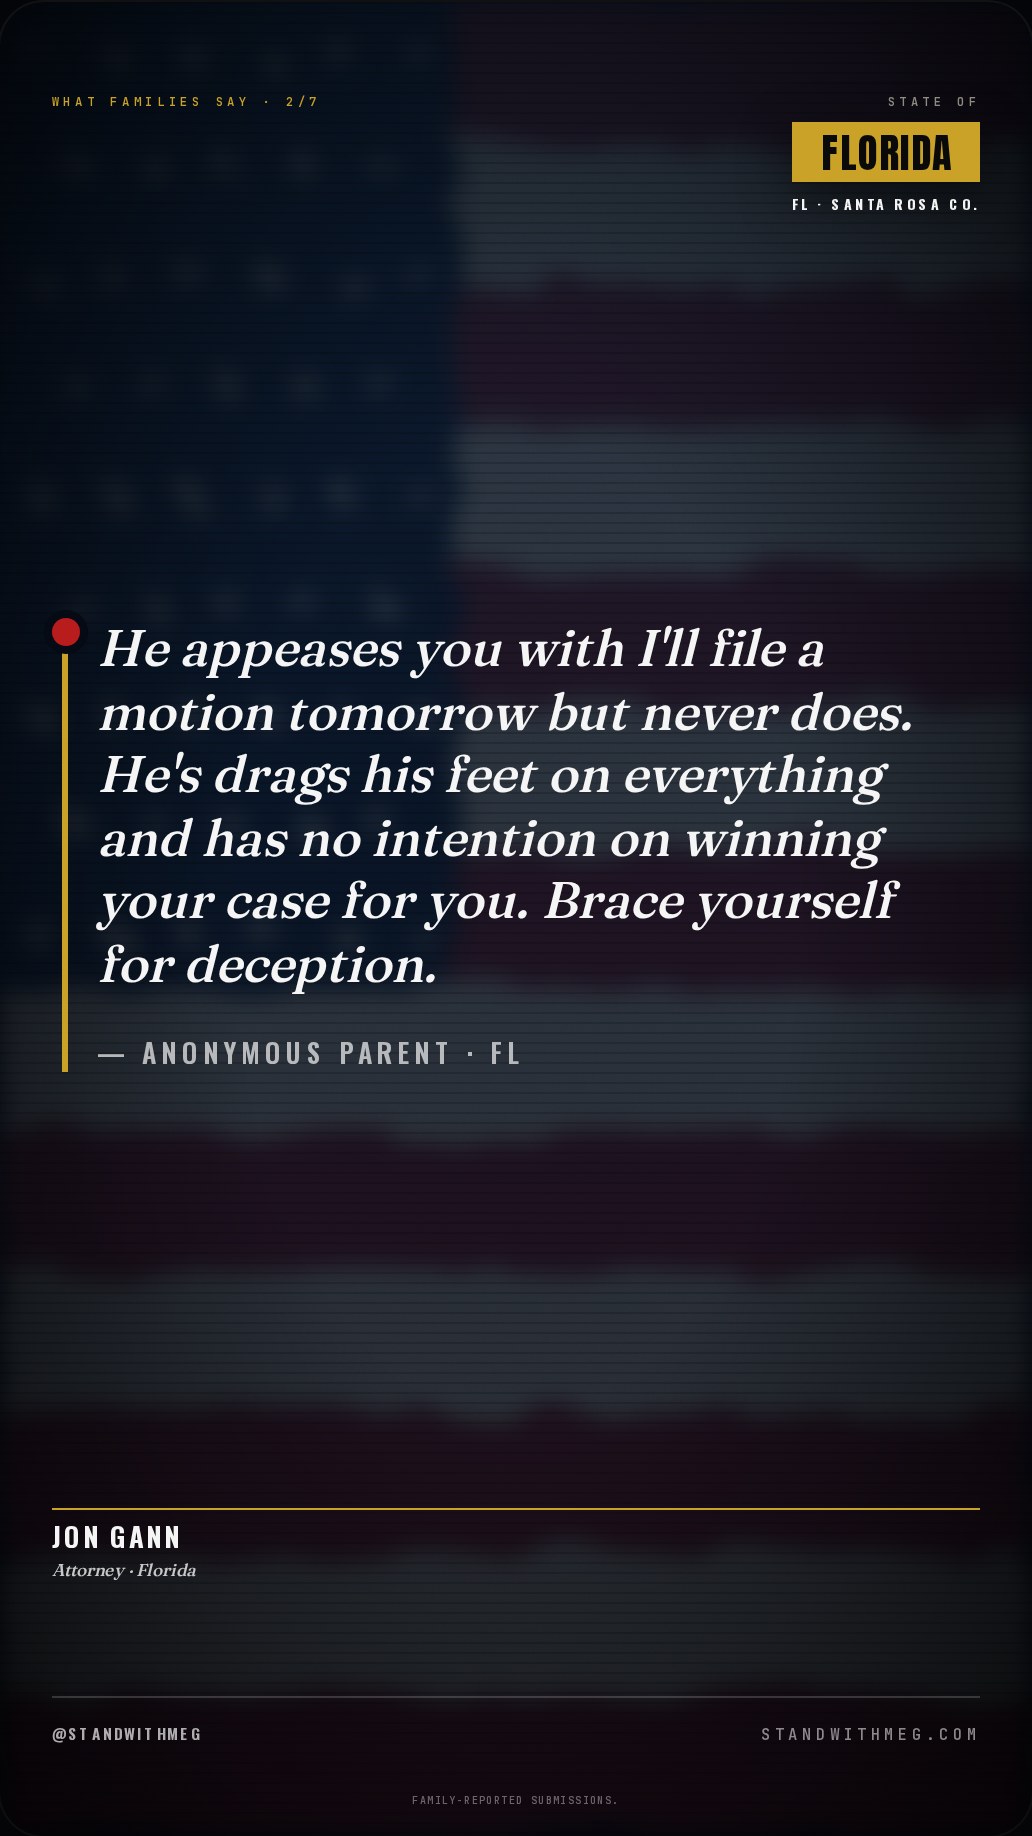 WHAT FAMILIES SAY · 2/7
STATE OF
FLORIDA
FL · SANTA ROSA CO.
He appeases you with I'll file a
motion tomorrow but never does.
He's drags his feet on everything
and has no intention on winning
your case for you. Brace yourself
for deception.
— ANONYMOUS PARENT · FL
JON GANN
Attorney · Florida
@STANDWITHMEG
STANDWITHMEG.COM
FAMILY-REPORTED SUBMISSIONS.